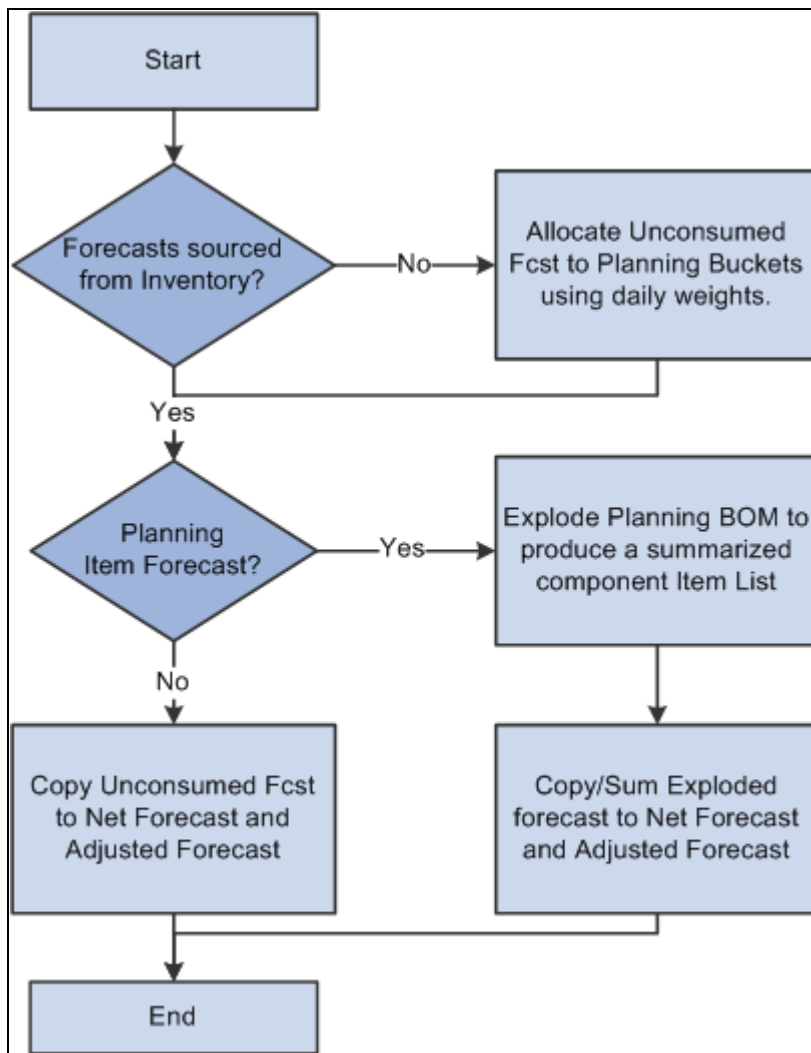 Start
Forecasts sourced
from Inventory?
No
Allocate Unconsumed
Fcst to Planning Buckets
using daily weights.
Yes
Planning
Item Forecast?
Yes
Explode Planning BOM to
produce a summarized
component Item List
No
Copy Unconsumed Fcst
to Net Forecast and
Adjusted Forecast
Copy/Sum Exploded
forecast to Net Forecast
and Adjusted Forecast
End